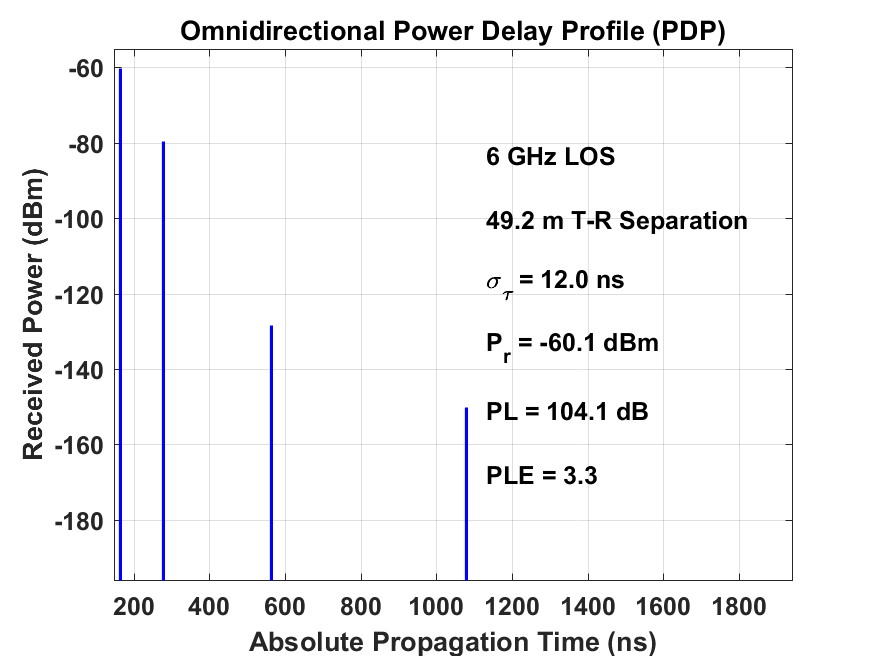 Omnidirectional Power Delay Profile (PDP)
Received Power (dBm)
-60
-80
-100
-120
-140
-160
-180
6 GHz LOS
49.2 m T-R Separation
στ = 12.0 ns
Pr = -60.1 dBm
PL = 104.1 dB
PLE = 3.3
200 400 600 800 1000 1200 1400 1600 1800
Absolute Propagation Time (ns)